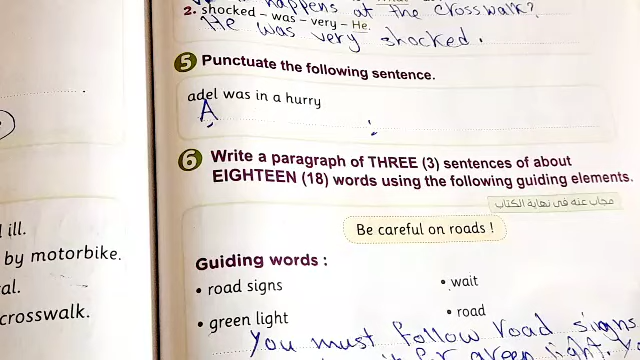 happens at the crosswalk?
2. shocked – was – very – He.
He was very shocked.
5 Punctuate the following sentence.
adel was in a hurry
A .
6 Write a paragraph of THREE (3) sentences of about
EIGHTEEN (18) words using the following guiding elements.
مجاب عنه في نهاية الكتاب
Be careful on roads !
ill.
by motorbike.
al.
crosswalk.
Guiding words :
• road signs
• wait
• green light
• road
You must follow road signs
for green light.